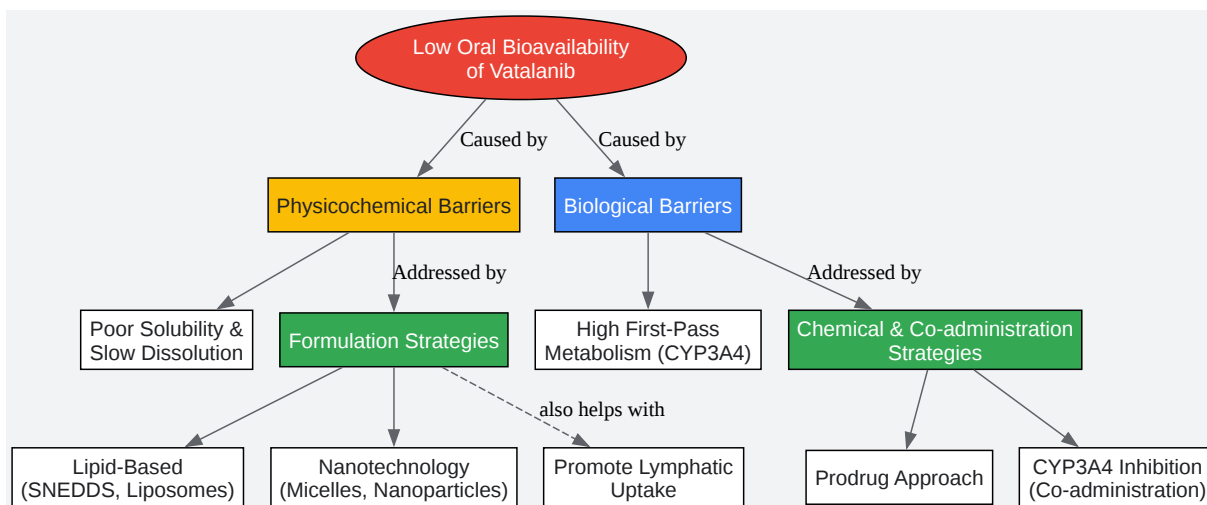 Low Oral Bioavailability
of Vatalanib
Caused by
Caused by
Physicochemical Barriers
Biological Barriers
Addressed by
Addressed by
Poor Solubility &
Slow Dissolution
Formulation Strategies
High First-Pass
Metabolism (CYP3A4)
Chemical & Co-administration
Strategies
also helps with
Lipid-Based
(SNEDDS, Liposomes)
Nanotechnology
(Micelles, Nanoparticles)
Promote Lymphatic
Uptake
Prodrug Approach
CYP3A4 Inhibition
(Co-administration)